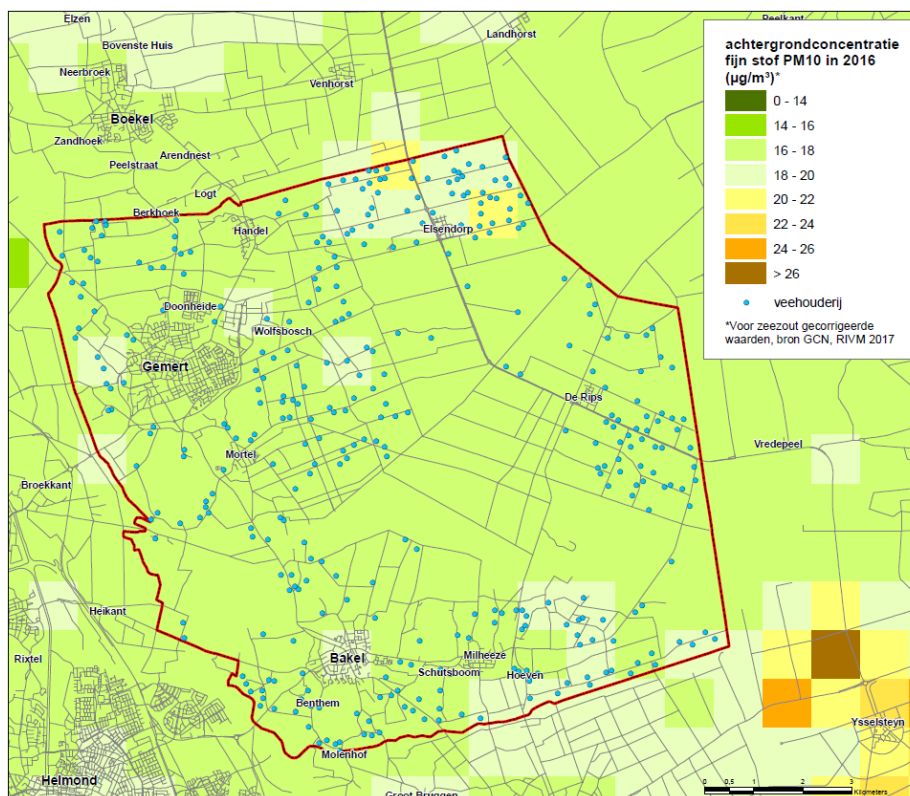 Elzen
Bovenste Huis
Landhorst
Peelkant
Neerbroek
Venhorst
Boekel
Zandhoek
Arendnest
Peelstraat
Logt
Berkhoek
Handel
Elsendorp
Doonheide
Wolfsbosch
Gemert
De Rips
Mortel
Vredepeel
Broekkant
Heikant
Rixtel
Bakel
Milheeze
Schutsboom
Hoeven
Benthem
Ysselsteyn
Molenhof
Helmond
Groot Bruggen
achtergrondconcentratie
fijn stof PM10 in 2016
(µg/m³)*
0 - 14
14 - 16
16 - 18
18 - 20
20 - 22
22 - 24
24 - 26
> 26
veehouderij
*Voor zeezout gecorrigeerde
waarden, bron GCN, RIVM 2017
0 0,5 1 2 3
Kilometers